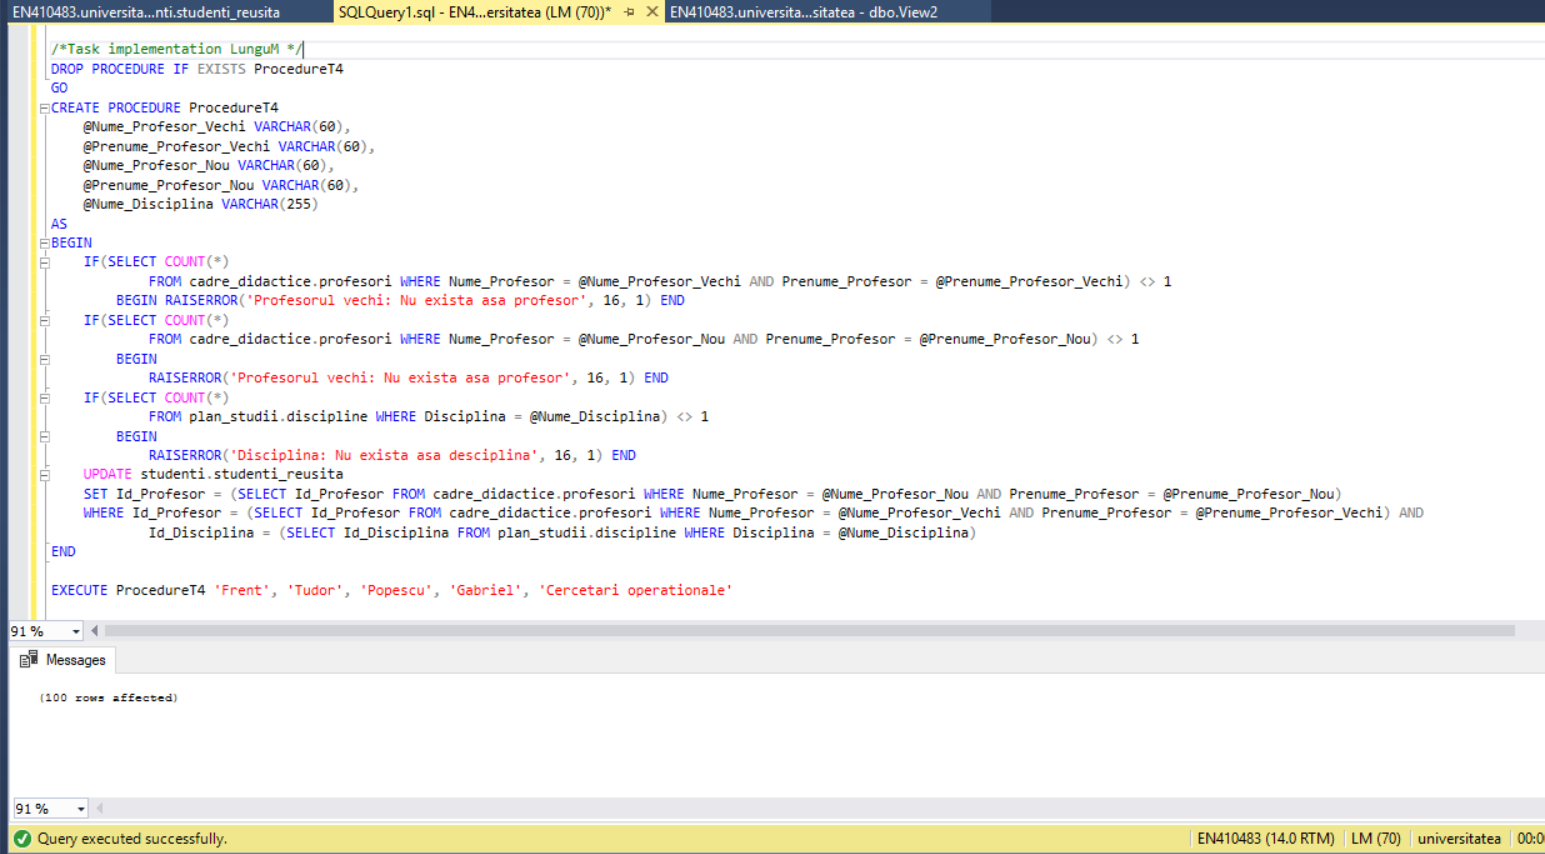 EN410483.universita...nti.studenti_reusita
SQLQuery1.sql - EN4...ersitatea (LM (70))*
EN410483.universita...sitatea - dbo.View2
/*Task implementation LunguM */
DROP PROCEDURE IF EXISTS ProcedureT4
GO
CREATE PROCEDURE ProcedureT4
@Nume_Profesor_Vechi VARCHAR(60),
@Prenume_Profesor_Vechi VARCHAR(60),
@Nume_Profesor_Nou VARCHAR(60),
@Prenume_Profesor_Nou VARCHAR(60),
@Nume_Disciplina VARCHAR(255)
AS
BEGIN
IF(SELECT COUNT(*)
FROM cadre_didactice.profesori WHERE Nume_Profesor = @Nume_Profesor_Vechi AND Prenume_Profesor = @Prenume_Profesor_Vechi) <> 1
BEGIN RAISERROR('Profesorul vechi: Nu exista asa profesor', 16, 1) END
IF(SELECT COUNT(*)
FROM cadre_didactice.profesori WHERE Nume_Profesor = @Nume_Profesor_Nou AND Prenume_Profesor = @Prenume_Profesor_Nou) <> 1
BEGIN
RAISERROR('Profesorul vechi: Nu exista asa profesor', 16, 1) END
IF(SELECT COUNT(*)
FROM plan_studii.discipline WHERE Disciplina = @Nume_Disciplina) <> 1
BEGIN
RAISERROR('Disciplina: Nu exista asa desciplina', 16, 1) END
UPDATE studenti.studenti_reusita
SET Id_Profesor = (SELECT Id_Profesor FROM cadre_didactice.profesori WHERE Nume_Profesor = @Nume_Profesor_Nou AND Prenume_Profesor = @Prenume_Profesor_Nou)
WHERE Id_Profesor = (SELECT Id_Profesor FROM cadre_didactice.profesori WHERE Nume_Profesor = @Nume_Profesor_Vechi AND Prenume_Profesor = @Prenume_Profesor_Vechi) AND
Id_Disciplina = (SELECT Id_Disciplina FROM plan_studii.discipline WHERE Disciplina = @Nume_Disciplina)
END
EXECUTE ProcedureT4 'Frent', 'Tudor', 'Popescu', 'Gabriel', 'Cercetari operationale'
91 %
Messages
(100 rows affected)
91 %
Query executed successfully.
EN410483 (14.0 RTM)
LM (70)
universitatea